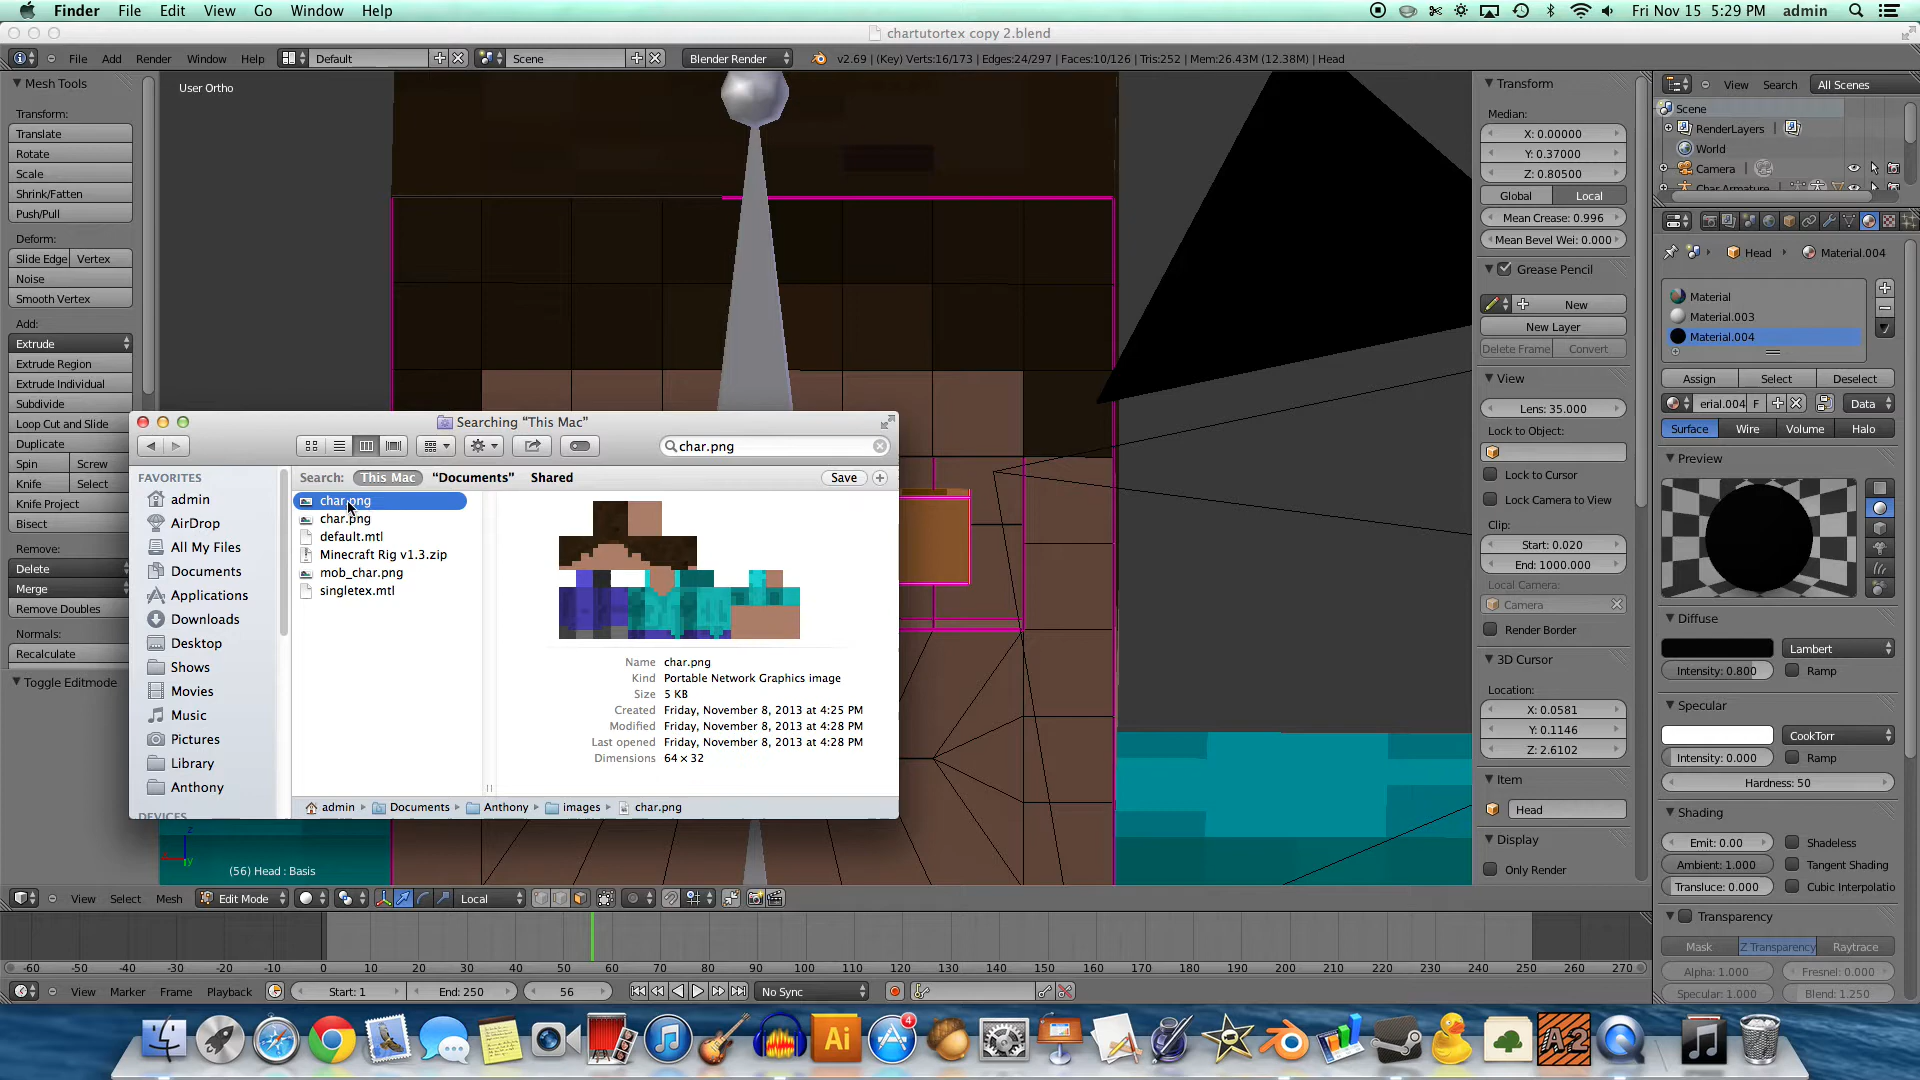 Finder File Edit View Go Window Help Fri Nov 15 5:29 PM admin
chartutortex copy 2.blend
File Add Render Window Help Default Scene Blender Render v2.69 | (Key) Verts:16/173 | Edges:24/297 | Faces:10/126 | Tris:252 | Mem:26.43M (12.38M) | Head
View Search All Scenes
Mesh Tools
User Ortho
Transform:
Translate
Rotate
Scale
Shrink/Fatten
Push/Pull
Deform:
Slide Edge Vertex
Noise
Smooth Vertex
Add:
Extrude
Extrude Region
Extrude Individual
Subdivide
Loop Cut and Slide
Duplicate
Spin Screw
Knife Select
Knife Project
Bisect
Remove:
Delete
Merge
Remove Doubles
Normals:
Recalculate
Toggle Editmode
Searching "This Mac"
char.png
Search: This Mac "Documents" Shared Save
FAVORITES
admin
AirDrop
All My Files
Documents
Applications
Downloads
Desktop
Shows
Movies
Music
Pictures
Library
Anthony
DEVICES
char.png
char.png
default.mtl
Minecraft Rig v1.3.zip
mob_char.png
singletex.mtl
Name char.png
Kind Portable Network Graphics image
Size 5 KB
Created Friday, November 8, 2013 at 4:25 PM
Modified Friday, November 8, 2013 at 4:28 PM
Last opened Friday, November 8, 2013 at 4:28 PM
Dimensions 64 × 32
admin Documents Anthony images char.png
z
y
(56) Head : Basis
Transform
Median:
X: 0.00000
Y: 0.37000
Z: 0.80500
Global Local
Mean Crease: 0.996
Mean Bevel Wei: 0.000
Grease Pencil
New
New Layer
Delete Frame Convert
View
Lens: 35.000
Lock to Object:
Lock to Cursor
Lock Camera to View
Clip:
Start: 0.020
End: 1000.000
Local Camera:
Camera
Render Border
3D Cursor
Location:
X: 0.0581
Y: 0.1146
Z: 2.6102
Item
Head
Display
Only Render
Scene
RenderLayers
World
Camera
Char Armature
Head Material.004
Material
Material.003
Material.004
Assign Select Deselect
erial.004 F Data
Surface Wire Volume Halo
Preview
Diffuse
Lambert
Intensity: 0.800 Ramp
Specular
CookTorr
Intensity: 0.000 Ramp
Hardness: 50
Shading
Emit: 0.00 Shadeless
Ambient: 1.000 Tangent Shading
Transluce: 0.000 Cubic Interpolatio
Transparency
Mask Z Transparency Raytrace
Alpha: 1.000 Fresnel: 0.000
Specular: 1.000 Blend: 1.250
View Select Mesh Edit Mode Local
-60 -50 -40 -30 -20 -10 0 10 20 30 40 50 60 70 80 90 100 110 120 130 140 150 160 170 180 190 200 210 220 230 240 250 260 270
View Marker Frame Playback Start: 1 End: 250 56 No Sync
Ai
4
A2